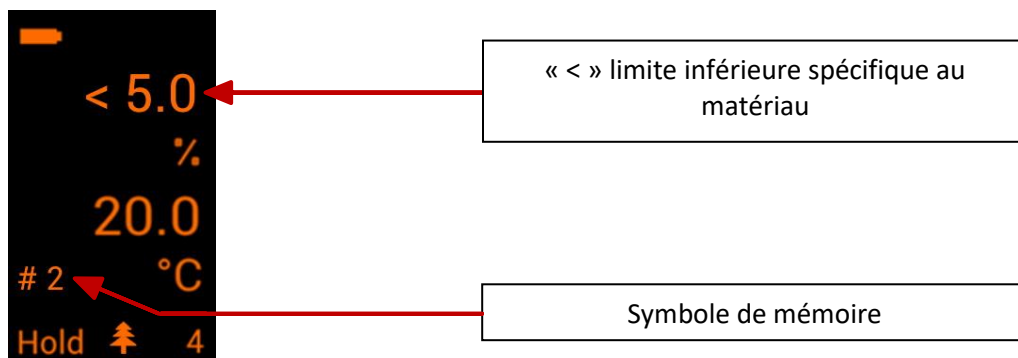 < 5.0
%
20.0
°C
# 2
Hold 4
« < » limite inférieure spécifique au
matériau
Symbole de mémoire